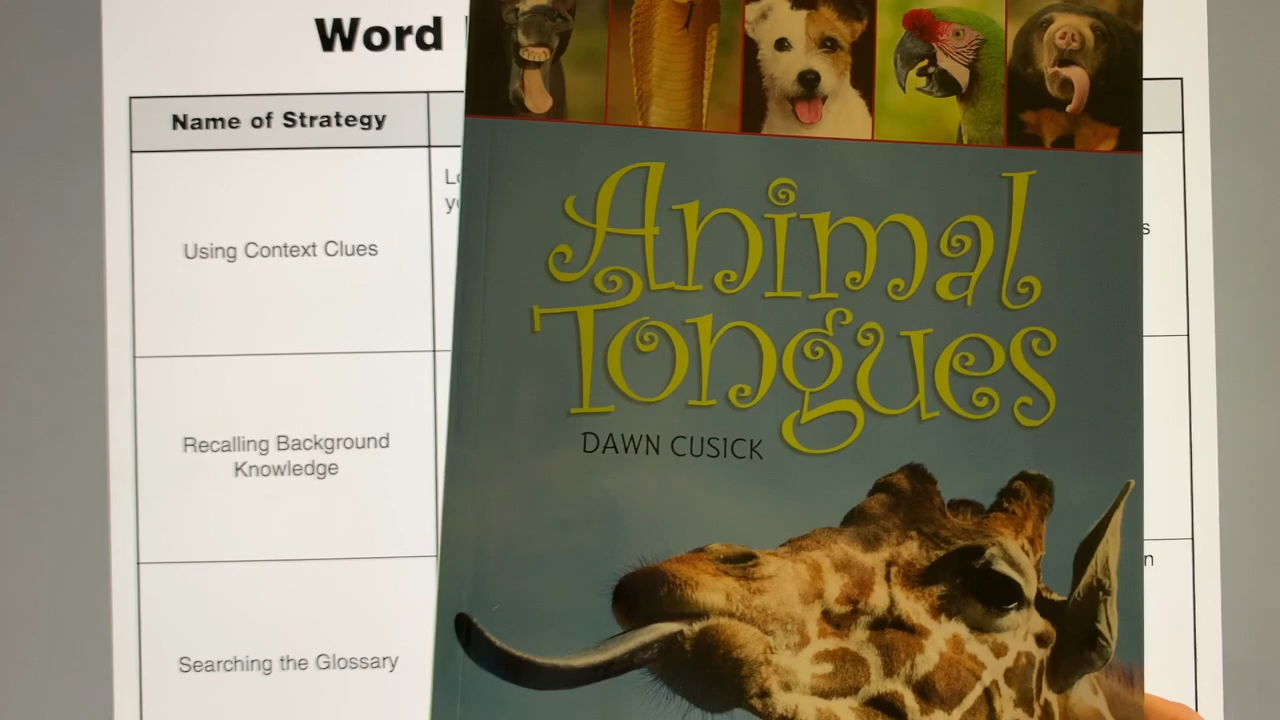 Word
Name of Strategy
Using Context Clues
Recalling Background
Knowledge
Searching the Glossary
Animal
Tongues
DAWN CUSICK